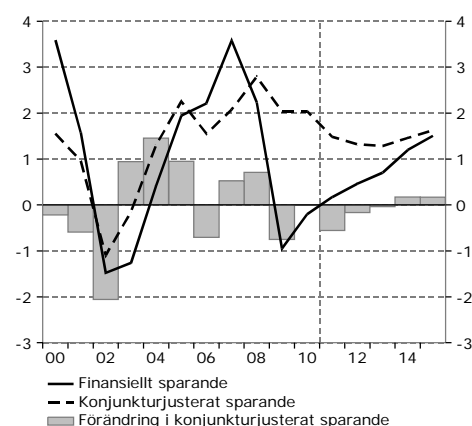 4 4
3 3
2 2
1 1
0 0
-1 -1
-2 -2
-3 -3
00 02 04 06 08 10 12 14
Finansiellt sparande
Konjunkturjusterat sparande
Förändring i konjunkturjusterat sparande